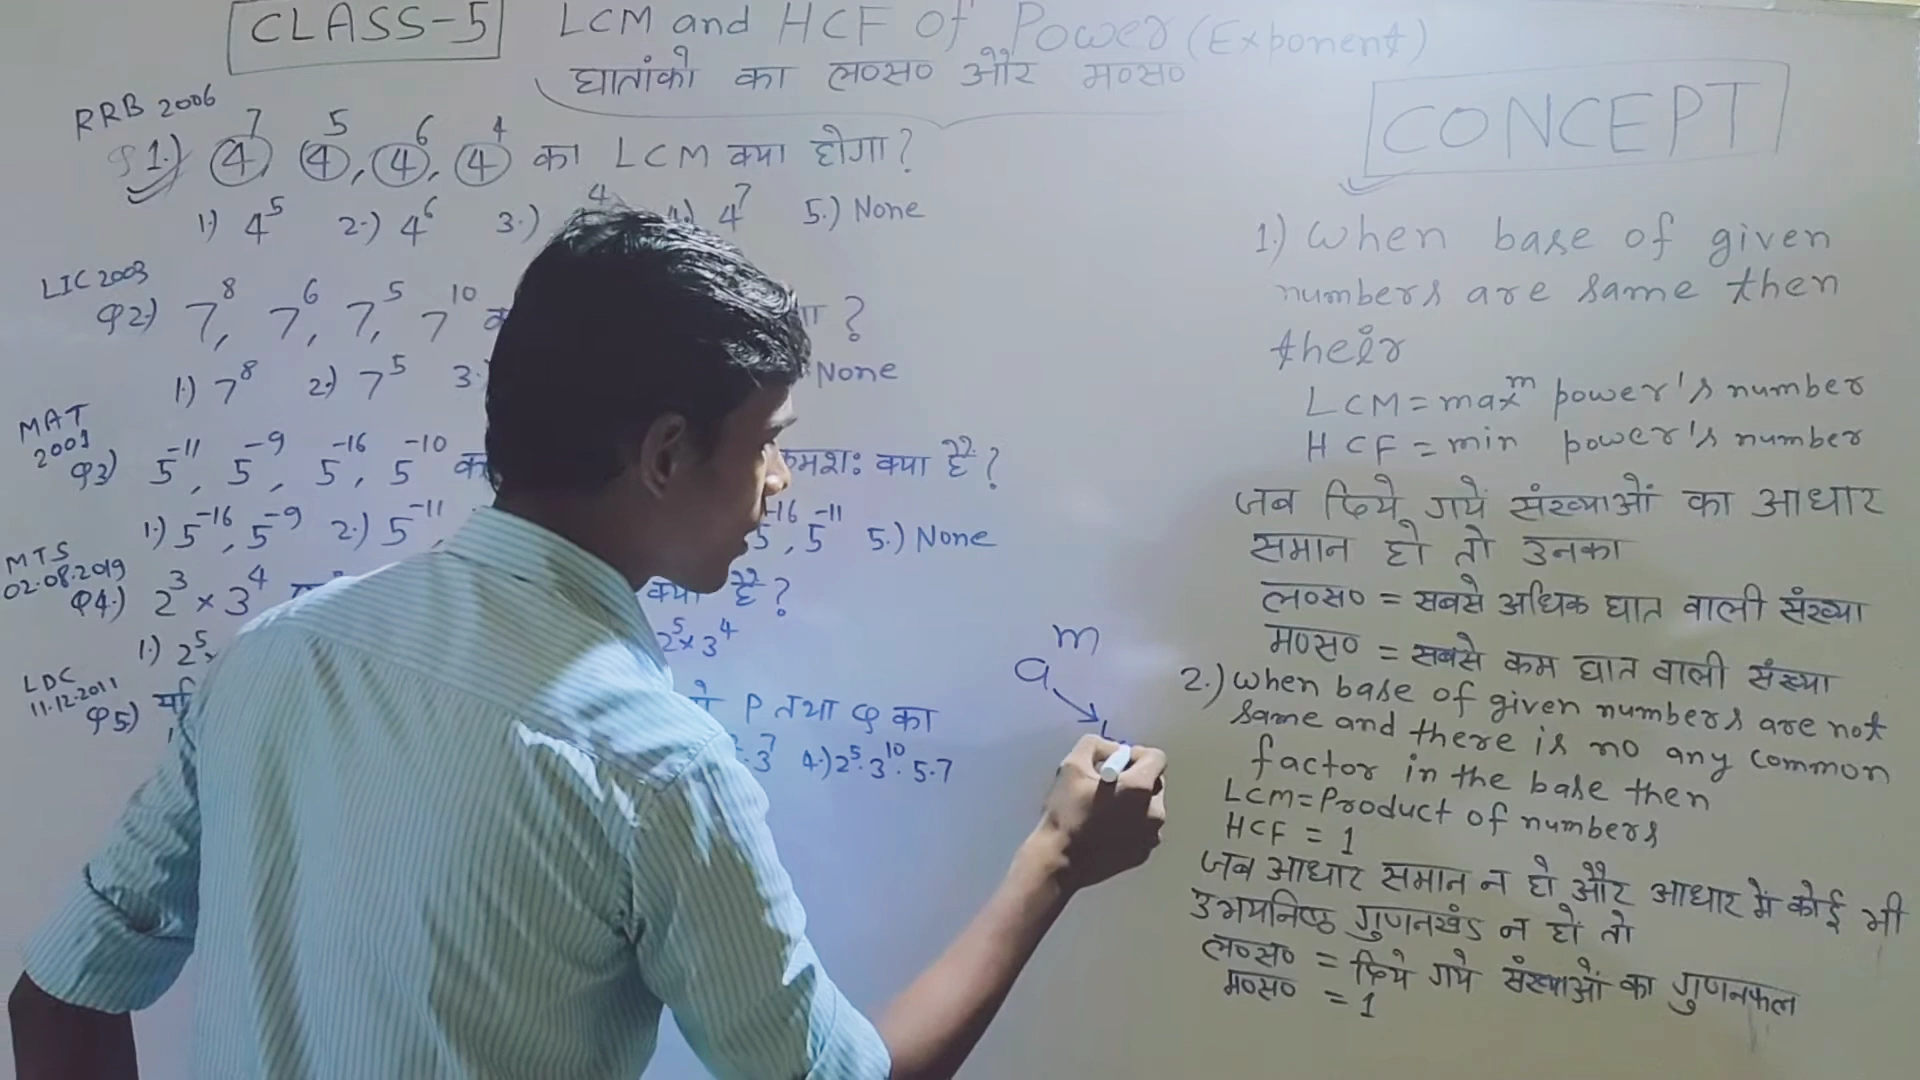 CLASS-5
LCM and HCF of Power (Exponent)
घातांको का ल०स० और म०स०
RRB 2006
Q1.) 4^7 4^5, 4^6, 4^4 का LCM क्या होगा?
1) 4^5 2.) 4^6 3.) 4 4.) 4^7 5.) None
LIC 2003
Q2) 7^8, 7^6, 7^5, 7^10 ?
1.) 7^8 2.) 7^5 3. None
MAT
2001
Q3) 5^-11, 5^-9, 5^-16, 5^-10 क्रमशः क्या है?
1.) 5^-16, 5^-9 2.) 5^-11, 5^-16, 5^-11 5.) None
MTS
02.08.2019
Q4.) 2^3 × 3^4 क्या है?
1.) 2^5× 2^5×3^4
LDC
11.12.2011
Q5) यदि P तथा Q का
.3^7 4.) 2^5.3^10.5.7
a^m
CONCEPT
1.) When base of given
numbers are same then
their
LCM = max^m power's number
HCF = min power's number
जब दिये गये संख्याओं का आधार
समान हो तो उनका
ल०स० = सबसे अधिक घात वाली संख्या
म०स० = सबसे कम घात वाली संख्या
2.) When base of given numbers are not
same and there is no any common
factor in the base then
LCM = Product of numbers
HCF = 1
जब आधार समान न हो और आधार में कोई भी
उभयनिष्ठ गुणनखंड न हों तो
ल०स० = दिये गये संख्याओं का गुणनफल
म०स० = 1